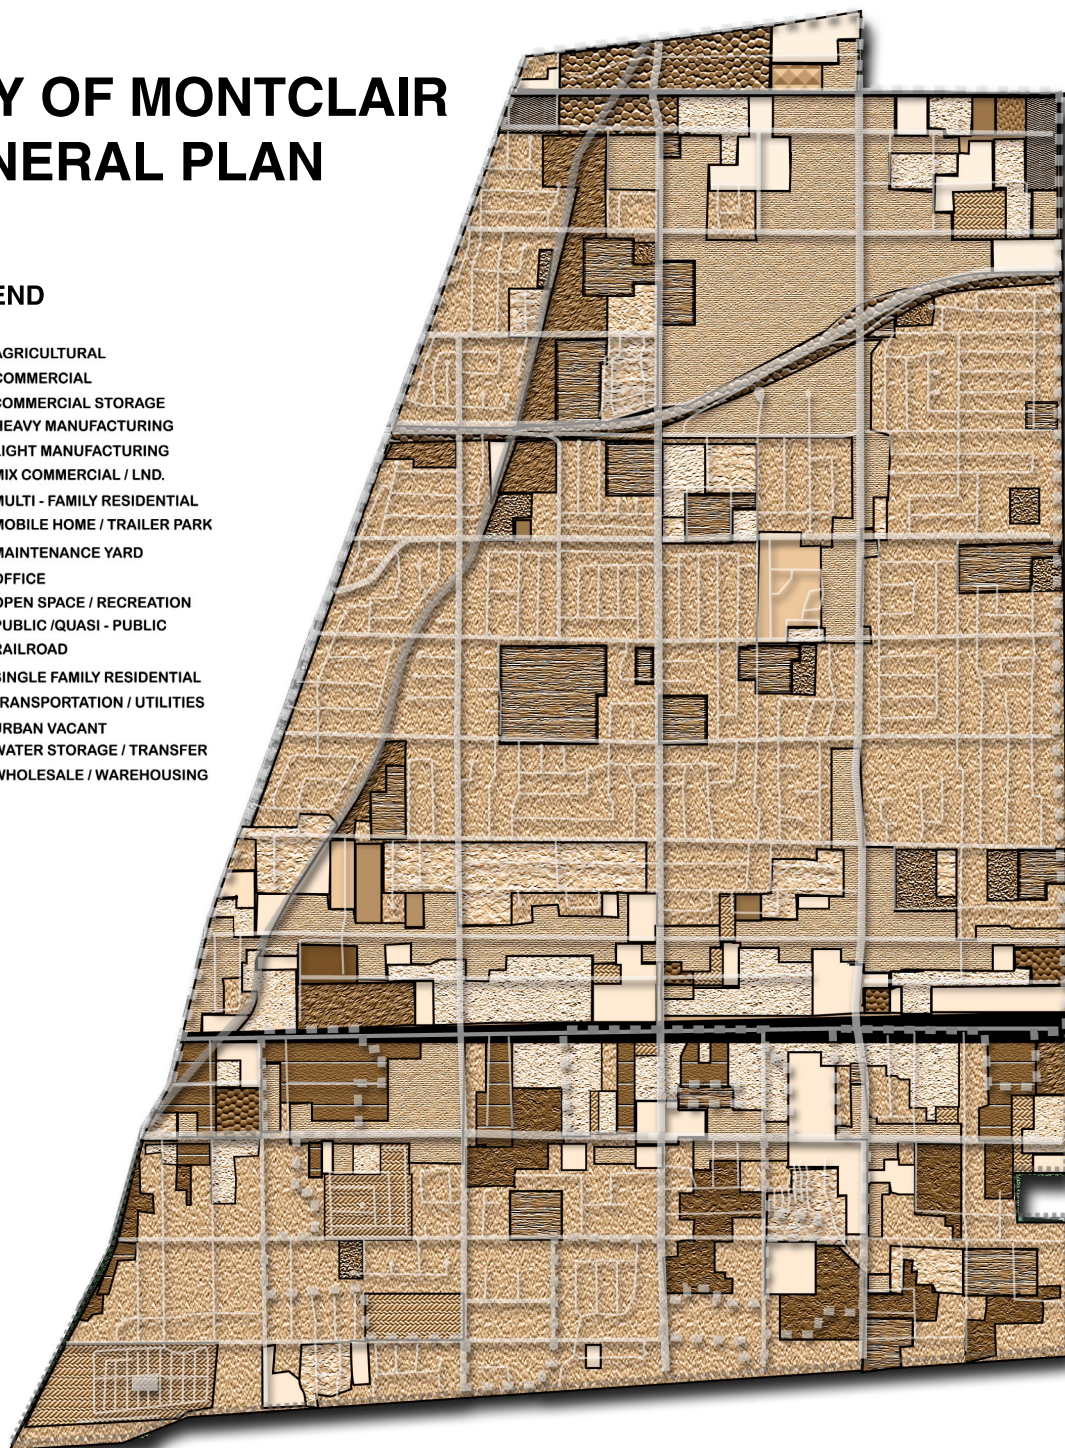 Y OF MONTCLAIR
NERAL PLAN
END
AGRICULTURAL
COMMERCIAL
COMMERCIAL STORAGE
HEAVY MANUFACTURING
LIGHT MANUFACTURING
MIX COMMERCIAL / LND.
MULTI - FAMILY RESIDENTIAL
MOBILE HOME / TRAILER PARK
MAINTENANCE YARD
OFFICE
OPEN SPACE / RECREATION
PUBLIC /QUASI - PUBLIC
RAILROAD
SINGLE FAMILY RESIDENTIAL
TRANSPORTATION / UTILITIES
URBAN VACANT
WATER STORAGE / TRANSFER
WHOLESALE / WAREHOUSING